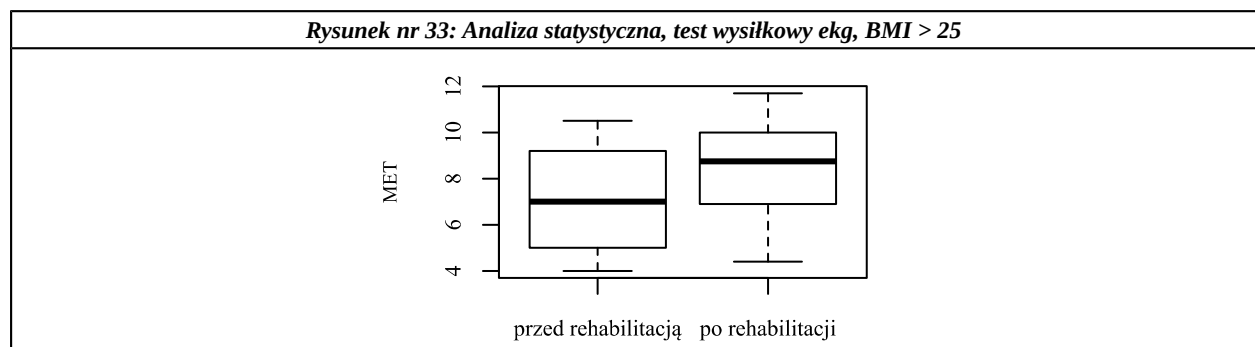 Rysunek nr 33: Analiza statystyczna, test wysiłkowy ekg, BMI > 25
12
10
8
6
4
MET
przed rehabilitacją po rehabilitacji